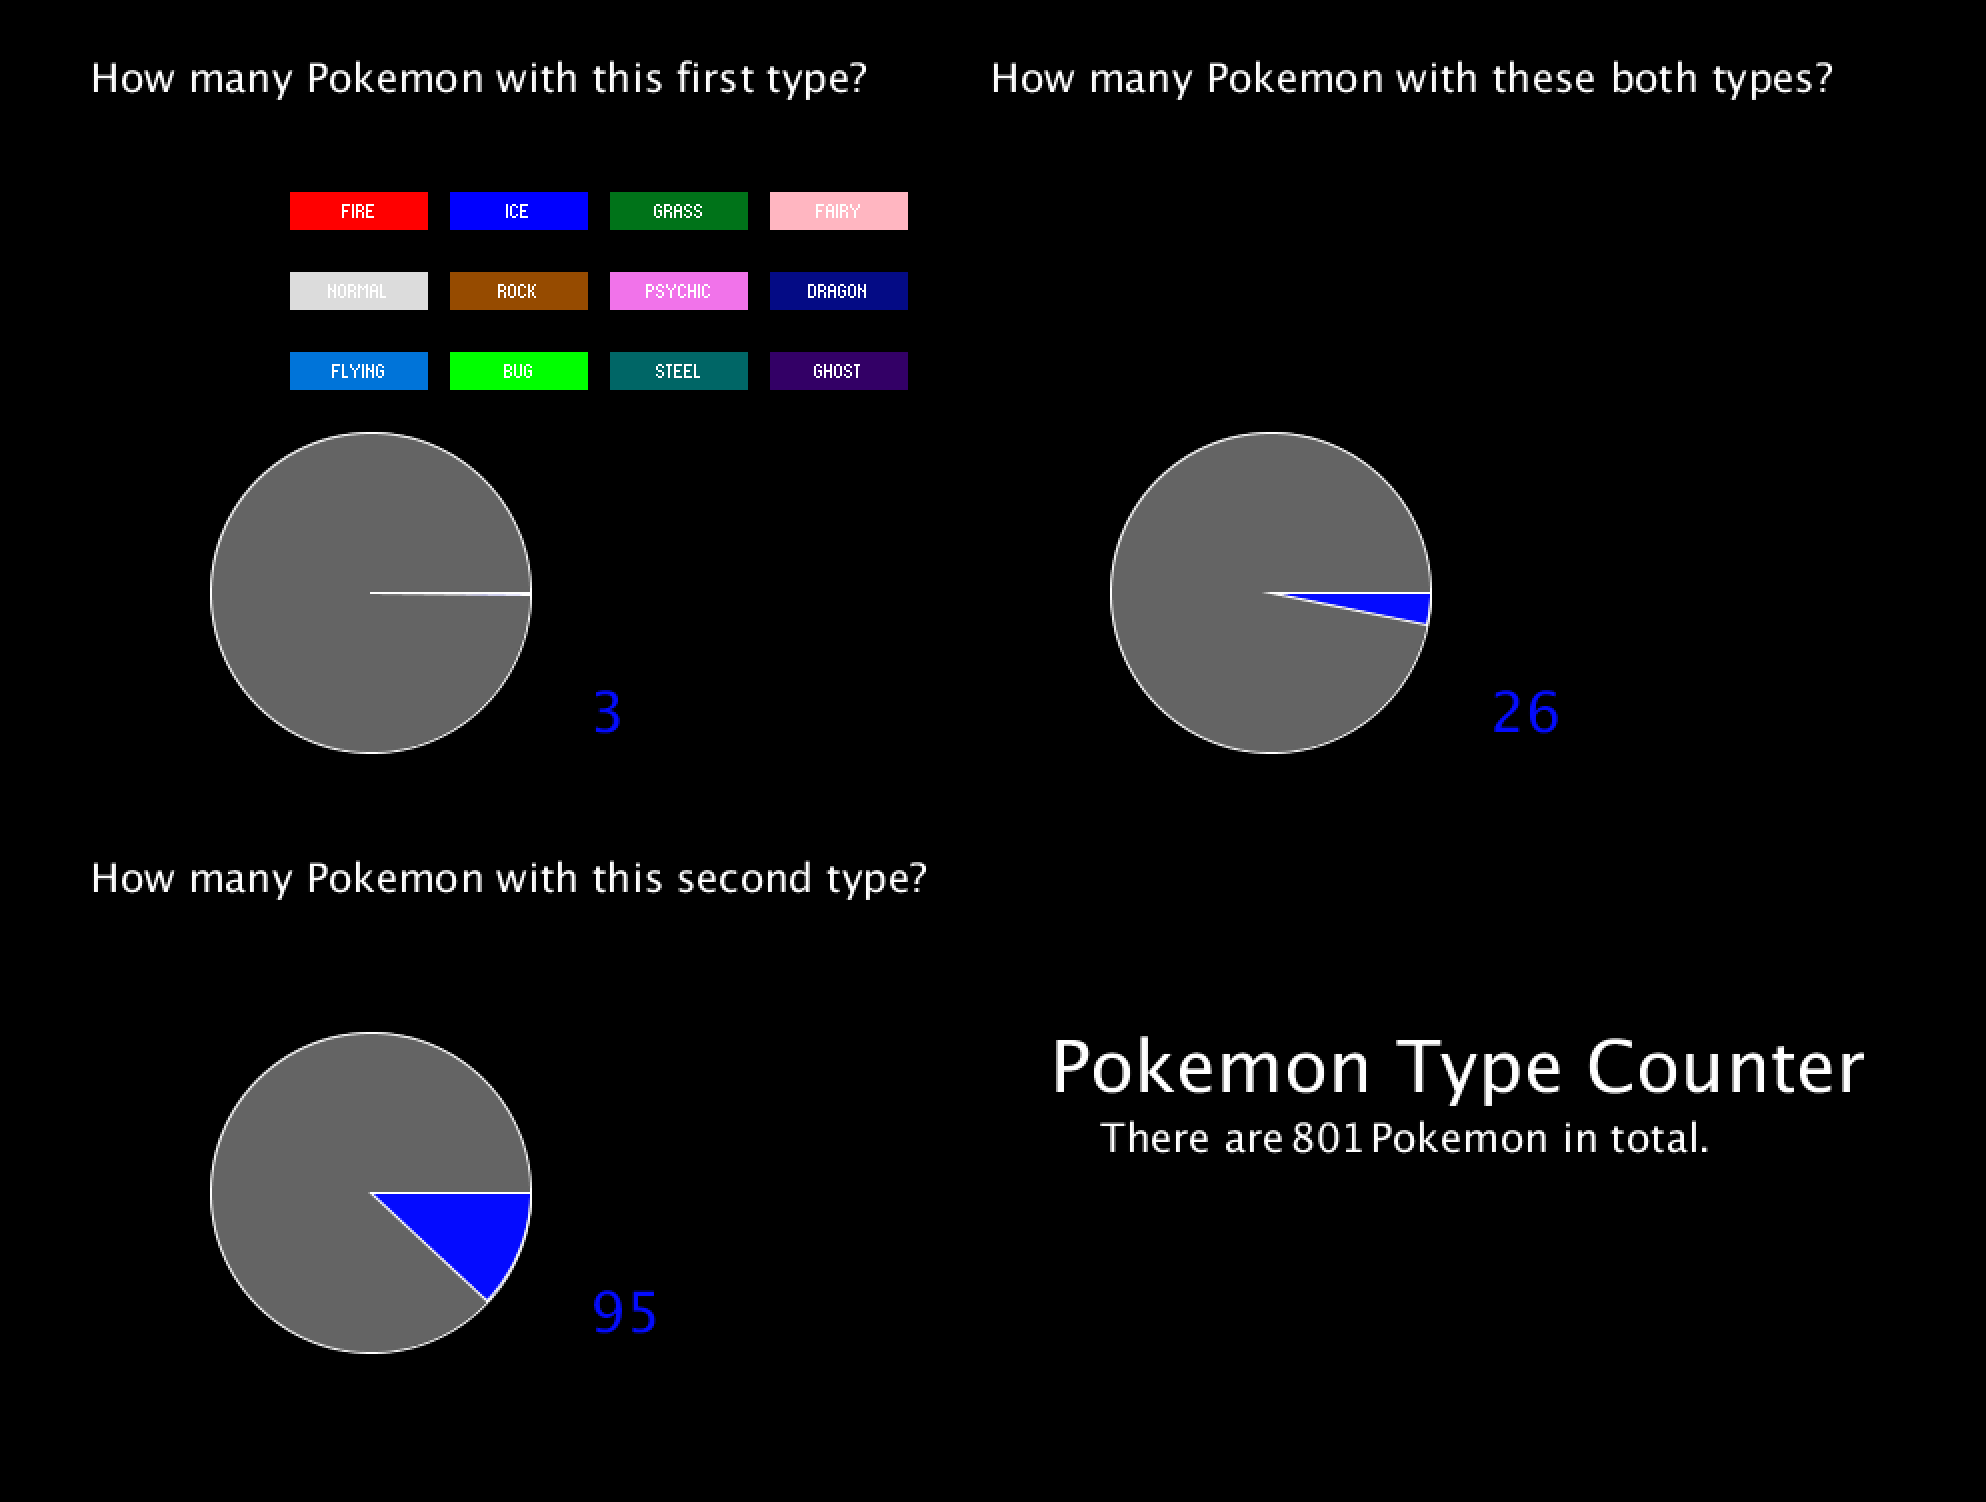 How many Pokemon with this first type?
How many Pokemon with these both types?
FIRE ICE GRASS FAIRY
NORMAL ROCK PSYCHIC DRAGON
FLYING BUG STEEL GHOST
3
26
How many Pokemon with this second type?
95
Pokemon Type Counter
There are 801 Pokemon in total.